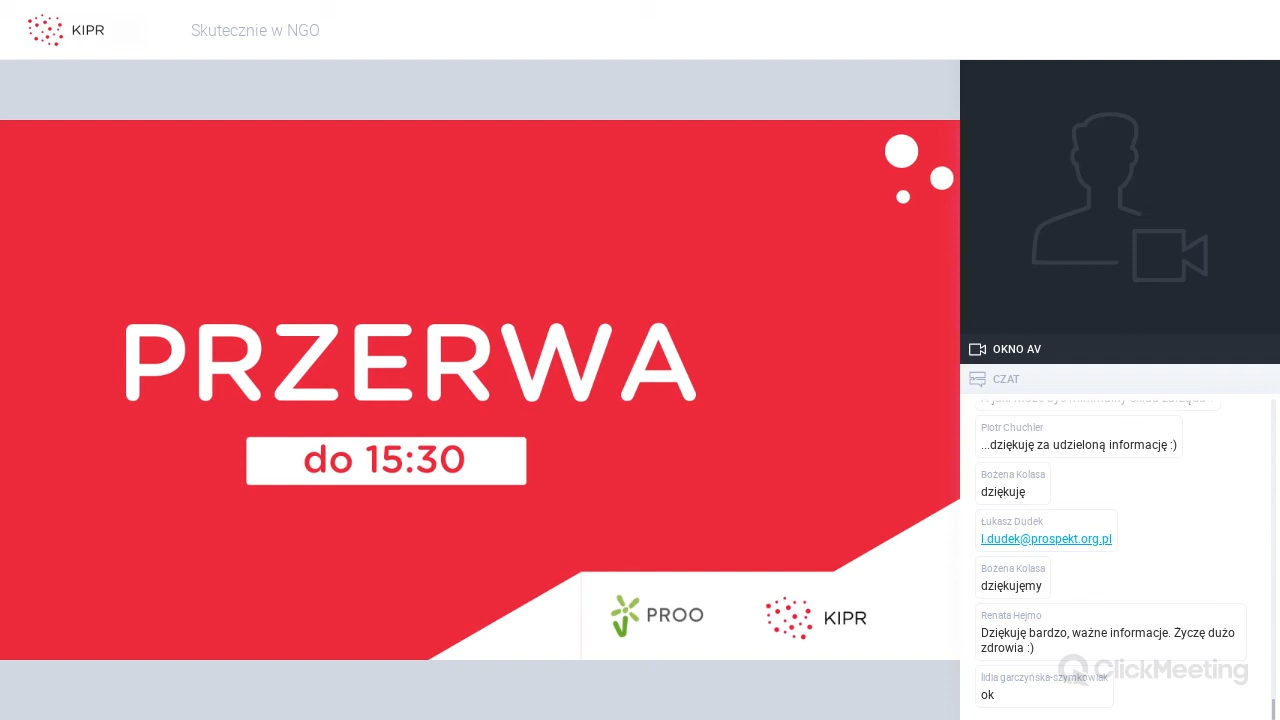 KIPR
Skutecznie w NGO
PRZERWA
do 15:30
PROO
KIPR
OKNO AV
CZAT
Piotr Chuchler
...dziękuję za udzieloną informację :)
Bożena Kolasa
dziękuję
Łukasz Dudek
l.dudek@prospekt.org.pl
Bożena Kolasa
dziękujęmy
Renata Hejmo
Dziękuję bardzo, ważne informacje. Życzę dużo
zdrowia :)
lidia garczyńska-szymkowiak
ok
ClickMeeting